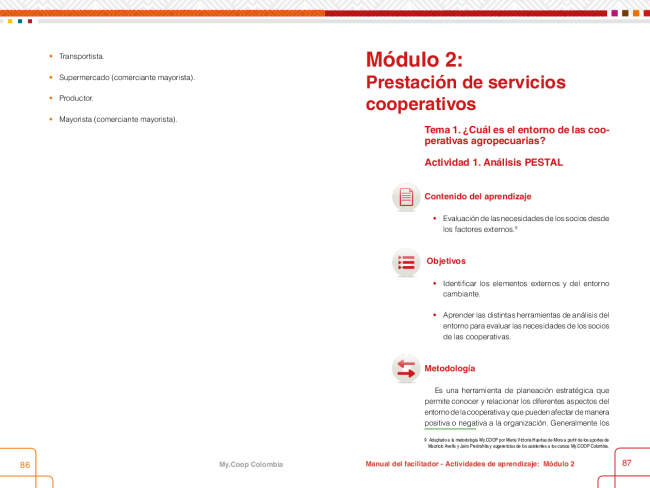 • Transportista.
• Supermercado (comerciante mayorista).
• Productor.
• Mayorista (comerciante mayorista).
86
My.Coop Colombia
Módulo 2:
Prestación de servicios
cooperativos
Tema 1. ¿Cuál es el entorno de las coo-
perativas agropecuarias?
Actividad 1. Análisis PESTAL
Contenido del aprendizaje
• Evaluación de las necesidades de los socios desde
los factores externos.9
Objetivos
• Identificar los elementos externos y del entorno
cambiante.
• Aprender las distintas herramientas de análisis del
entorno para evaluar las necesidades de los socios
de las cooperativas.
Metodología
Es una herramienta de planeación estratégica que
permite conocer y relacionar los diferentes aspectos del
entorno de la cooperativa y que pueden afectar de manera
positiva o negativa a la organización. Generalmente los
9 Adaptado a la metodología My.COOP por María Victoria Huertas de Mora a partir de los aportes de
Mauricio Avella y Jairo Piedrahita y sugerencias de los asistentes a los cursos My.COOP Colombia.
Manual del facilitador - Actividades de aprendizaje: Módulo 2
87